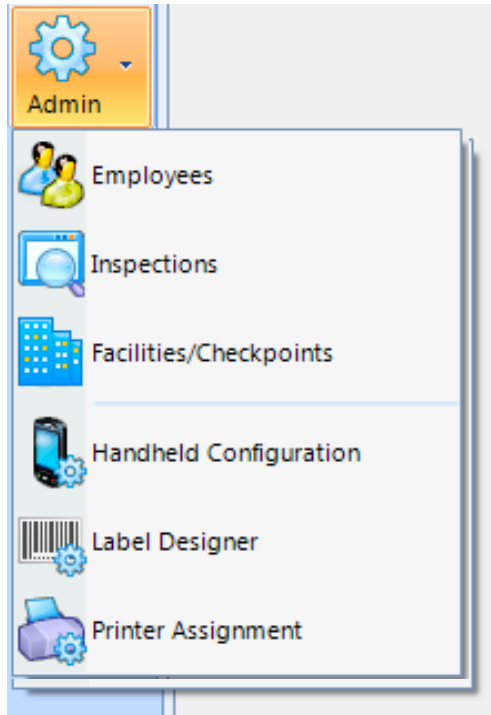 Admin
Employees
Inspections
Facilities/Checkpoints
Handheld Configuration
Label Designer
Printer Assignment